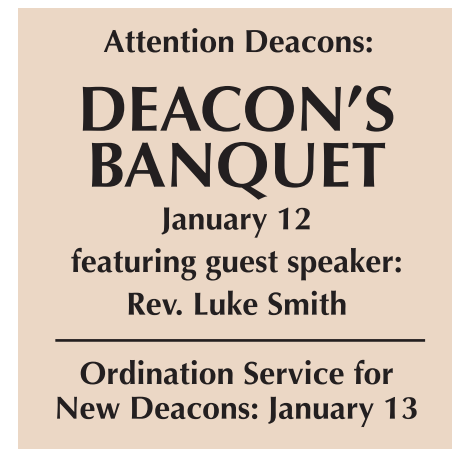 Attention Deacons:
DEACON'S
BANQUET
January 12
featuring guest speaker:
Rev. Luke Smith
Ordination Service for
New Deacons: January 13